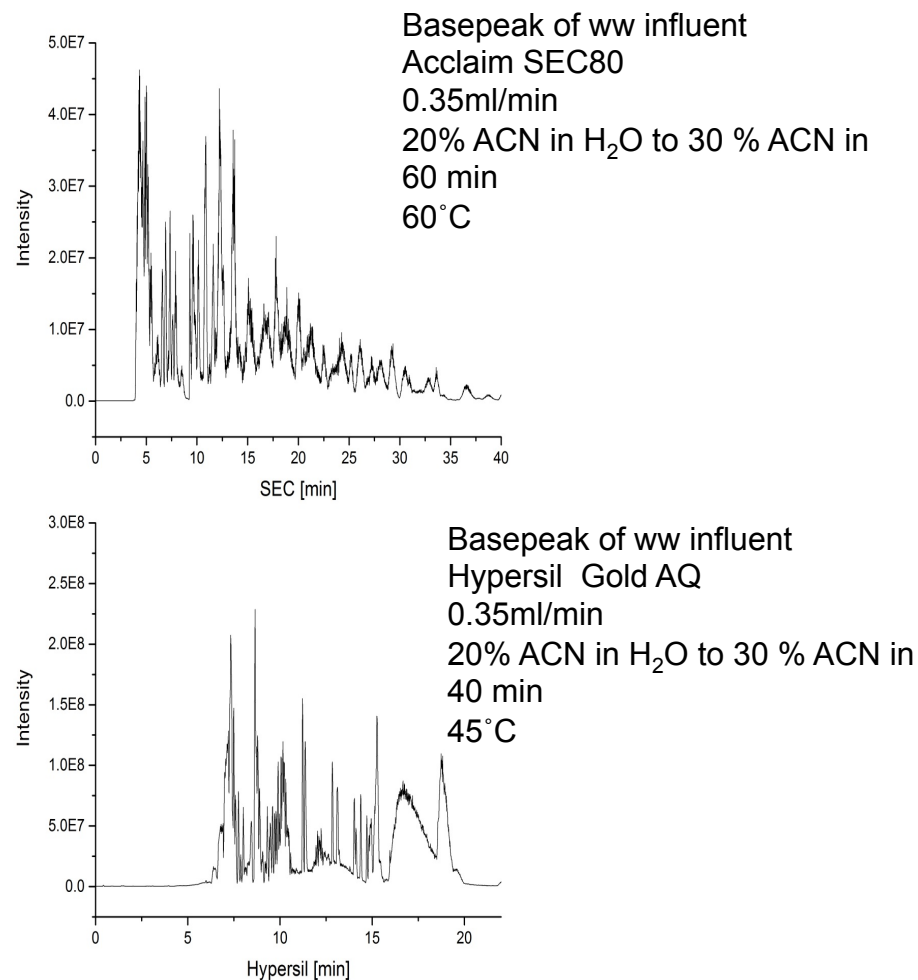 Basepeak of ww influent
Acclaim SEC80
0.35ml/min
20% ACN in H₂O to 30 % ACN in
60 min
60˚C
5.0E7
4.0E7
3.0E7
2.0E7
1.0E7
0.0
Intensity
0 5 10 15 20 25 30 35 40
SEC [min]
Basepeak of ww influent
Hypersil  Gold AQ
0.35ml/min
20% ACN in H₂O to 30 % ACN in
40 min
45˚C
3.0E8
2.5E8
2.0E8
1.5E8
1.0E8
5.0E7
0.0
Intensity
0 5 10 15 20
Hypersil [min]